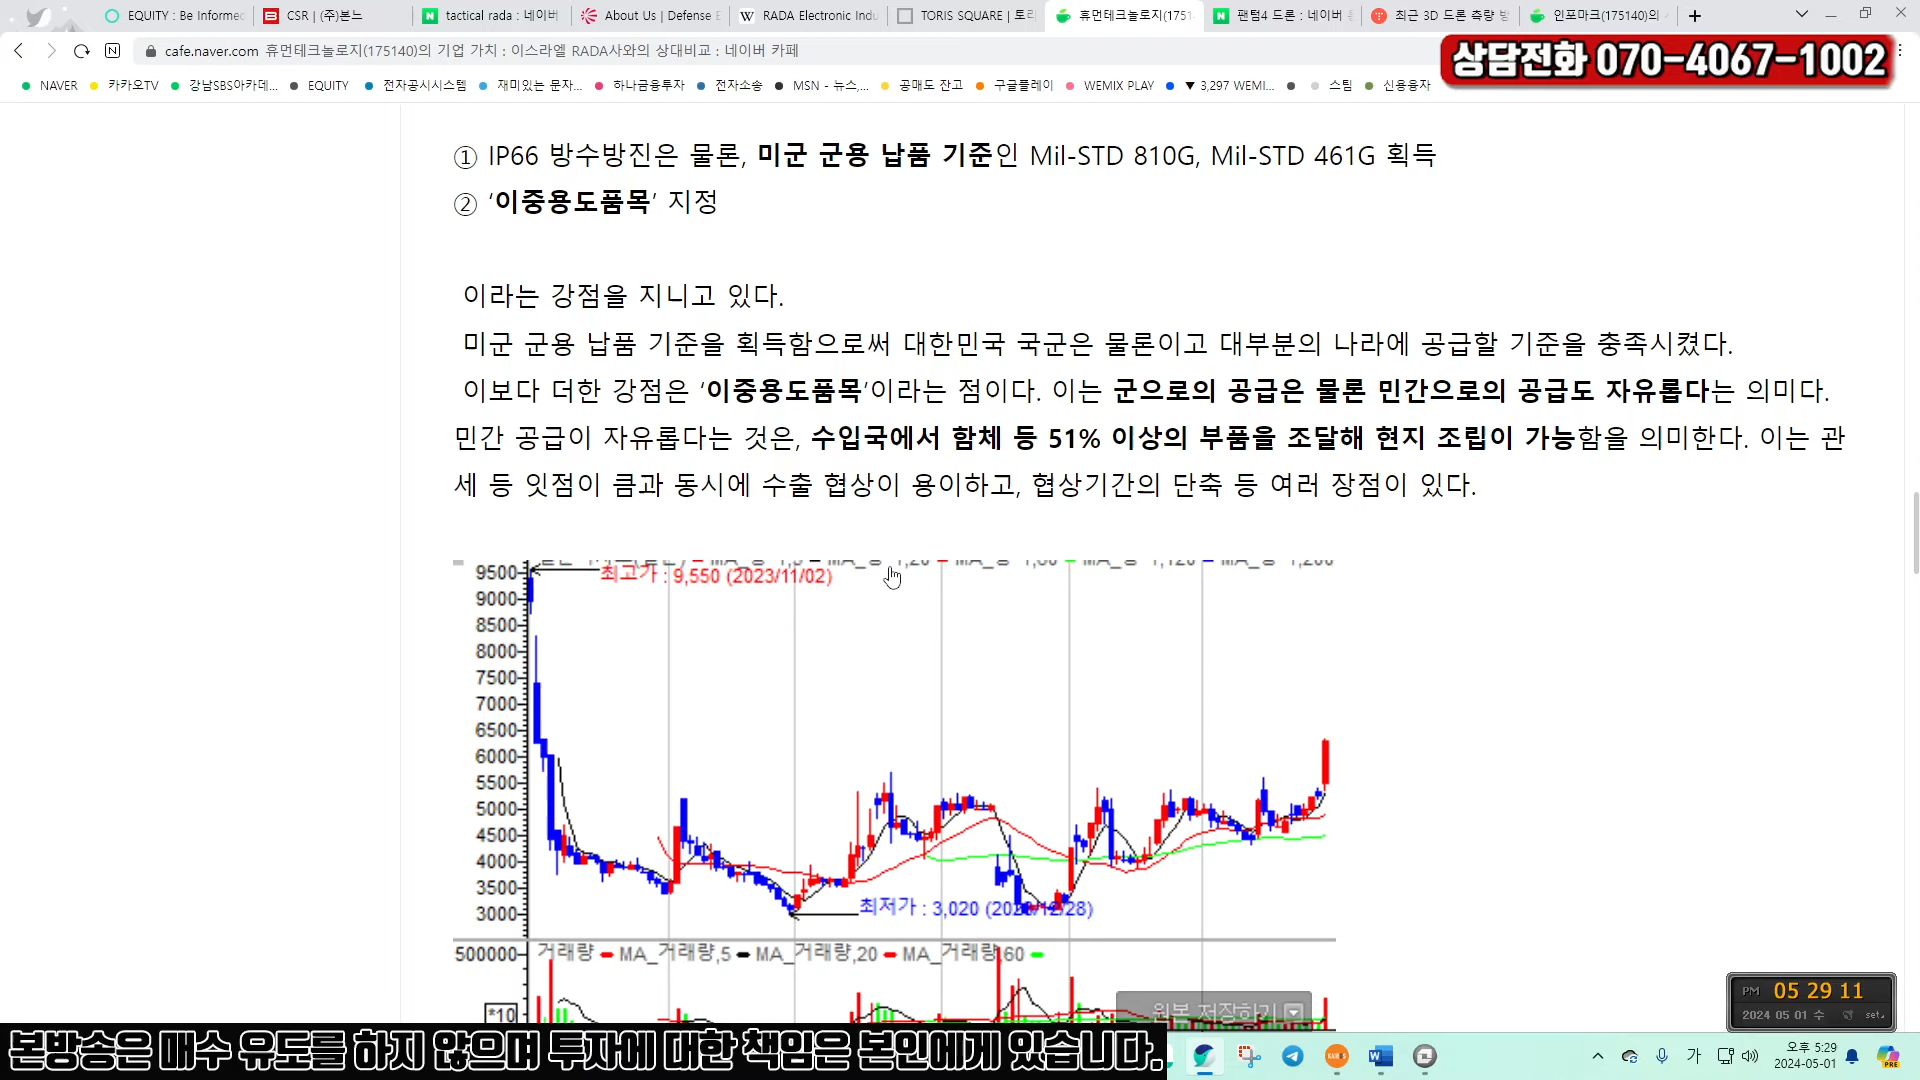 EQUITY : Be Informed
CSR | (주)본느
tactical rada : 네이버
About Us | Defense E
RADA Electronic Indu
TORIS SQUARE | 토리
휴먼테크놀로지(1751
팬텀4 드론 : 네이버
최근 3D 드론 측량 방
인포마크(175140)의
cafe.naver.com 휴먼테크놀로지(175140)의 기업 가치 : 이스라엘 RADA사와의 상대비교 : 네이버 카페
상담전화 070-4067-1002
NAVER
카카오TV
강남SBS아카데...
EQUITY
전자공시시스템
재미있는 문자...
하나금융투자
전자소송
MSN - 뉴스,...
공매도 잔고
구글플레이
WEMIX PLAY
▼ 3,297 WEMI...
스팀
신용융자
① IP66 방수방진은 물론, 미군 군용 납품 기준인 Mil-STD 810G, Mil-STD 461G 획득
② ‘이중용도품목’ 지정
이라는 강점을 지니고 있다.
미군 군용 납품 기준을 획득함으로써 대한민국 국군은 물론이고 대부분의 나라에 공급할 기준을 충족시켰다.
이보다 더한 강점은 ‘이중용도품목’이라는 점이다. 이는 군으로의 공급은 물론 민간으로의 공급도 자유롭다는 의미다.
민간 공급이 자유롭다는 것은, 수입국에서 함체 등 51% 이상의 부품을 조달해 현지 조립이 가능함을 의미한다. 이는 관
세 등 잇점이 큼과 동시에 수출 협상이 용이하고, 협상기간의 단축 등 여러 장점이 있다.
9500
최고가 : 9,550 (2023/11/02)
9000
8500
8000
7500
7000
6500
6000
5500
5000
4500
4000
3500
최저가 : 3,020 (2023/12/28)
3000
500000
거래량 MA_거래량,5 MA_거래량,20 MA_거래량,60
*10
원본 저장하기
PM 05 29 11
2024 05 01 수 set
본방송은 매수 유도를 하지 않으며 투자에 대한 책임은 본인에게 있습니다.
가
오후 5:29
2024-05-01
PRE